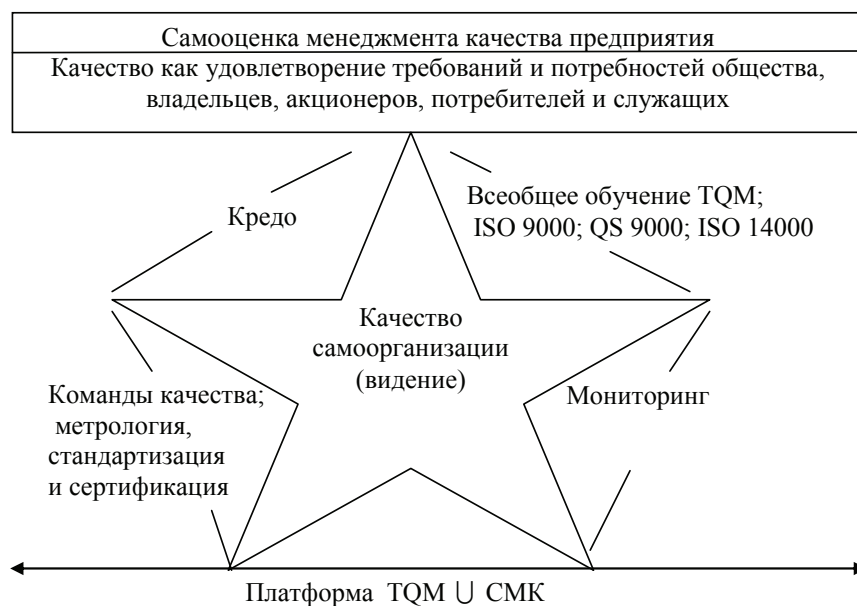 Самооценка менеджмента качества предприятия
Качество как удовлетворение требований и потребностей общества,
владельцев, акционеров, потребителей и служащих
Кредо
Всеобщее обучение TQM;
ISO 9000; QS 9000; ISO 14000
Качество
самоорганизации
(видение)
Команды качества;
метрология,
стандартизация
и сертификация
Мониторинг
Платформа TQM ∪ СМК